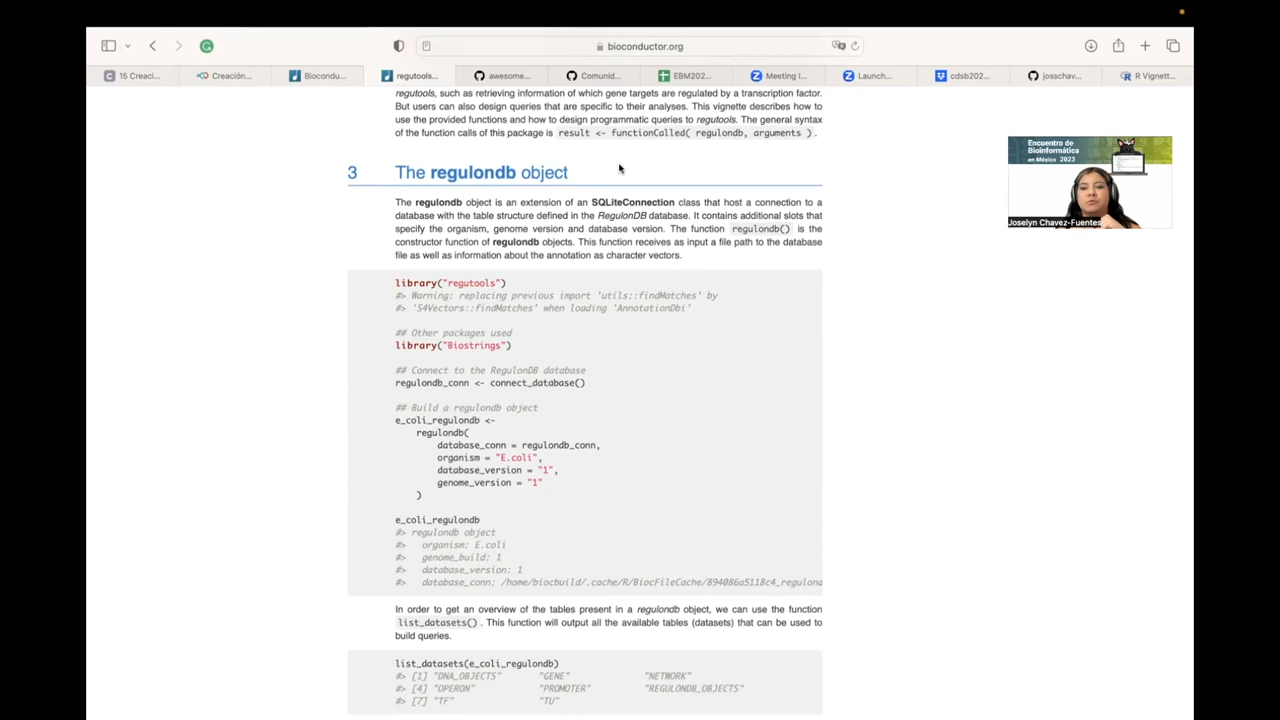 bioconductor.org
15 Creaci...
Creación...
Biocondu...
regutools...
awesome...
Comunid...
EBM202...
Meeting I...
Launch...
cdsb202...
josschav...
R Vignett...
regutools, such as retrieving information of which gene targets are regulated by a transcription factor.
But users can also design queries that are specific to their analyses. This vignette describes how to
use the provided functions and how to design programmatic queries to regutools. The general syntax
of the function calls of this package is result <- functionCalled( regulondb, arguments ).
Encuentro de
Bioinformática
en México 2023
Joselyn Chavez-Fuentes
3 The regulondb object
The regulondb object is an extension of an SQLiteConnection class that host a connection to a
database with the table structure defined in the RegulonDB database. It contains additional slots that
specify the organism, genome version and database version. The function regulondb() is the
constructor function of regulondb objects. This function receives as input a file path to the database
file as well as information about the annotation as character vectors.
library("regutools")
#> Warning: replacing previous import 'utils::findMatches' by
#> 'S4Vectors::findMatches' when loading 'AnnotationDbi'
## Other packages used
library("Biostrings")
## Connect to the RegulonDB database
regulondb_conn <- connect_database()
## Build a regulondb object
e_coli_regulondb <-
regulondb(
database_conn = regulondb_conn,
organism = "E.coli",
database_version = "1",
genome_version = "1"
)
e_coli_regulondb
#> regulondb object
#> organism: E.coli
#> genome_build: 1
#> database_version: 1
#> database_conn: /home/biocbuild/.cache/R/BiocFileCache/894086a5118c4_regulond
In order to get an overview of the tables present in a regulondb object, we can use the function
list_datasets(). This function will output all the available tables (datasets) that can be used to
build queries.
list_datasets(e_coli_regulondb)
#> [1] "DNA_OBJECTS" "GENE" "NETWORK"
#> [4] "OPERON" "PROMOTER" "REGULONDB_OBJECTS"
#> [7] "TF" "TU"